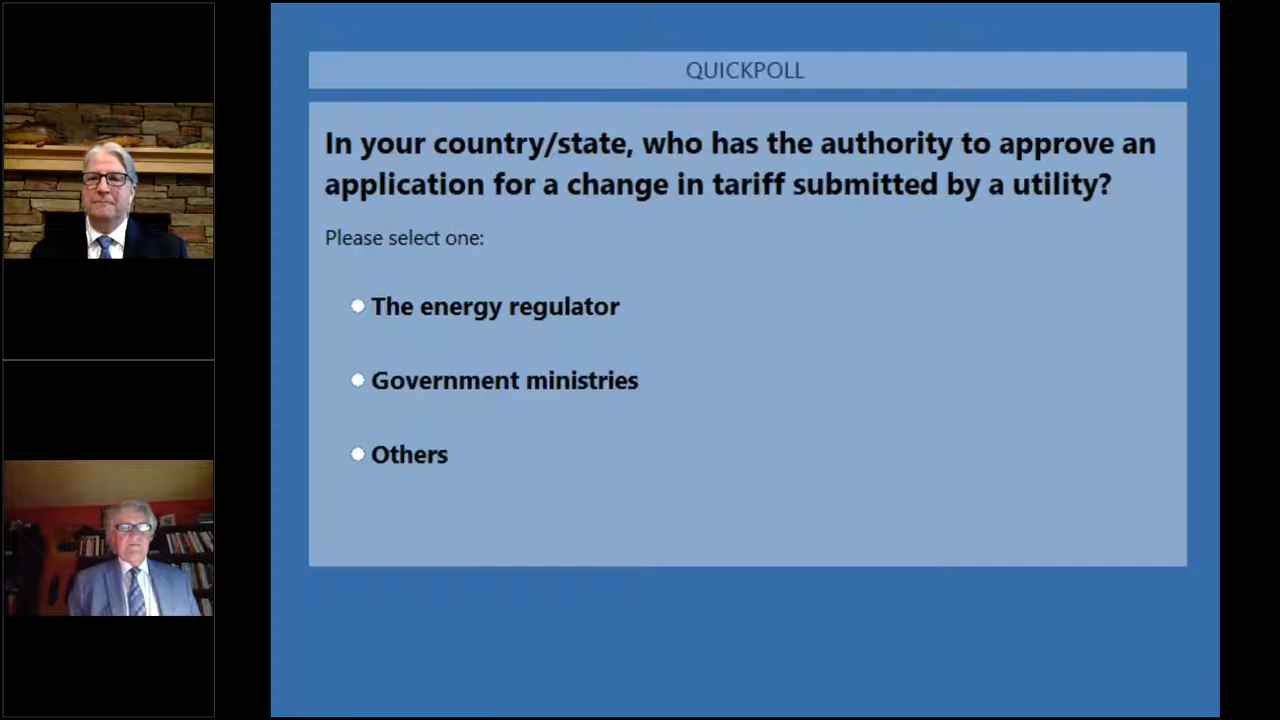 QUICKPOLL
In your country/state, who has the authority to approve an
application for a change in tariff submitted by a utility?
Please select one:
The energy regulator
Government ministries
Others